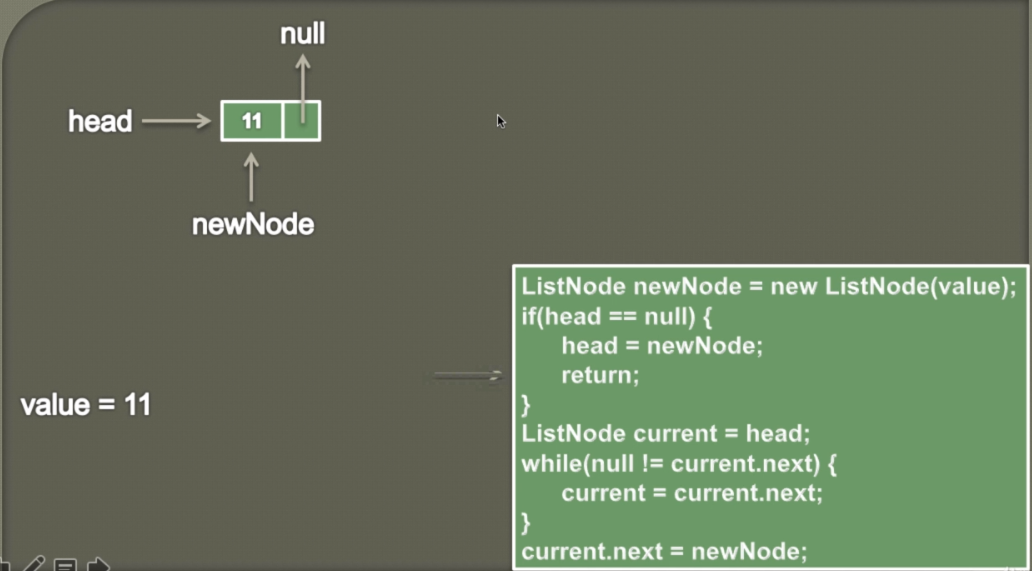 null
head
11
newNode
value = 11
ListNode newNode = new ListNode(value);
if(head == null) {
head = newNode;
return;
}
ListNode current = head;
while(null != current.next) {
current = current.next;
}
current.next = newNode;